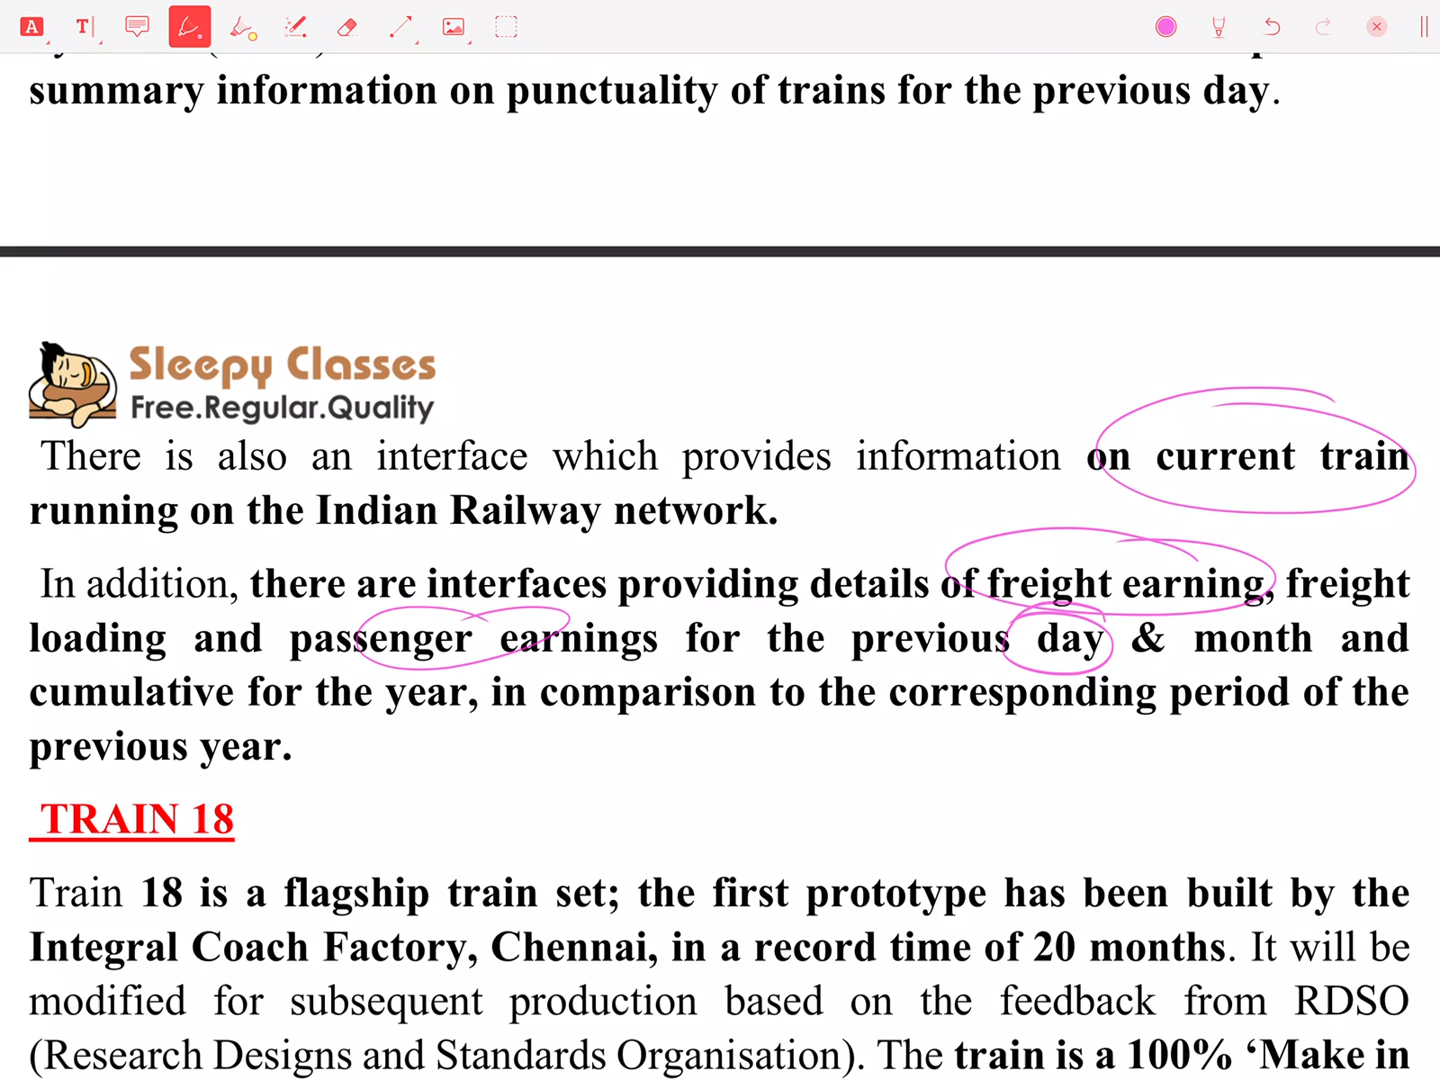 summary information on punctuality of trains for the previous day.
Sleepy Classes
Free.Regular.Quality
There is also an interface which provides information on current train
running on the Indian Railway network.
In addition, there are interfaces providing details of freight earning, freight
loading and passenger earnings for the previous day & month and
cumulative for the year, in comparison to the corresponding period of the
previous year.
TRAIN 18
Train 18 is a flagship train set; the first prototype has been built by the
Integral Coach Factory, Chennai, in a record time of 20 months. It will be
modified for subsequent production based on the feedback from RDSO
(Research Designs and Standards Organisation). The train is a 100% ‘Make in